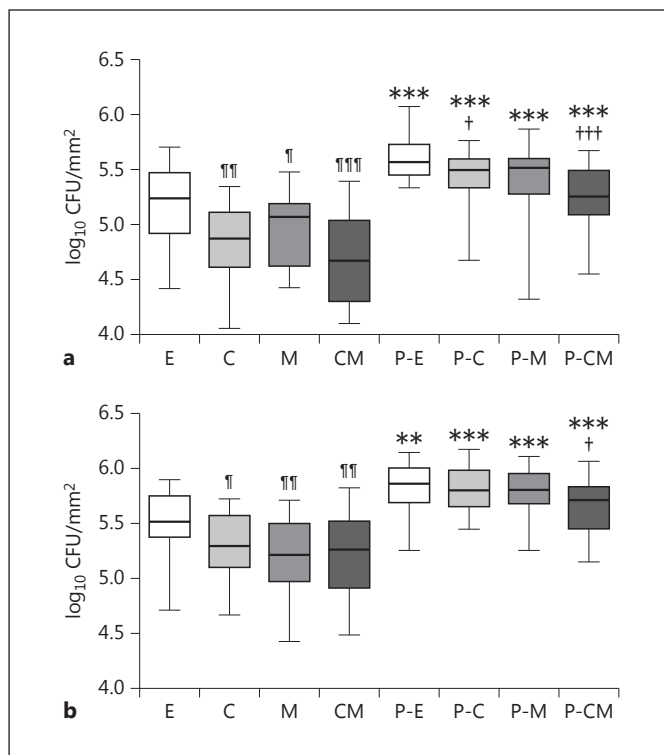 6.5
*** *** *** ***
6.0
† †††
¶¶ ¶ ¶¶¶
5.5
5.0
4.5
4.0
log₁₀ CFU/mm²
a E C M CM P-E P-C P-M P-CM
6.5
** *** *** ***
†
6.0
¶ ¶¶ ¶¶
5.5
5.0
4.5
4.0
log₁₀ CFU/mm²
b E C M CM P-E P-C P-M P-CM